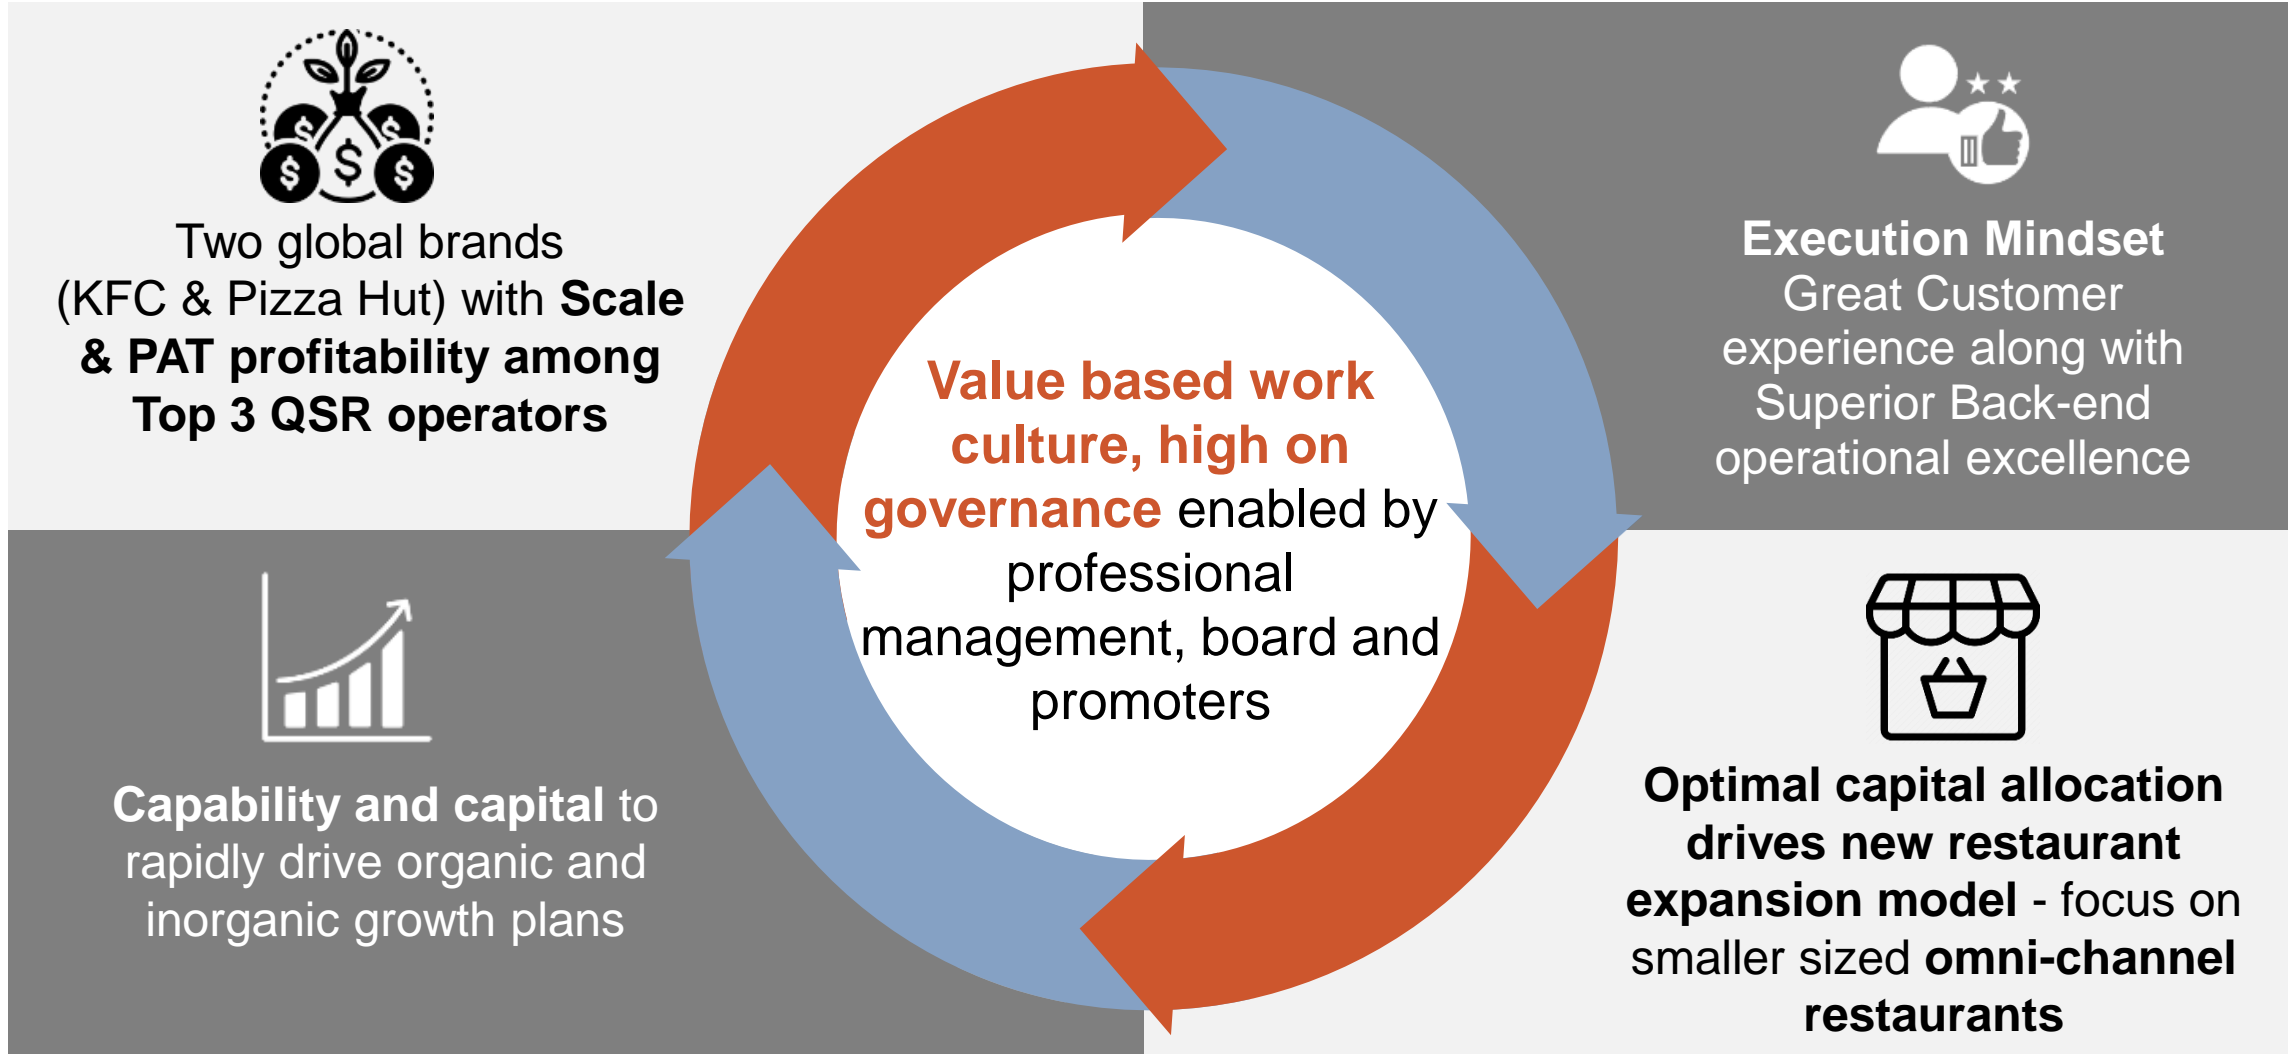 Two global brands
(KFC & Pizza Hut) with Scale
& PAT profitability among
Top 3 QSR operators
Execution Mindset
Great Customer
experience along with
Superior Back-end
operational excellence
Value based work
culture, high on
governance enabled by
professional
management, board and
promoters
Capability and capital to
rapidly drive organic and
inorganic growth plans
Optimal capital allocation
drives new restaurant
expansion model - focus on
smaller sized omni-channel
restaurants